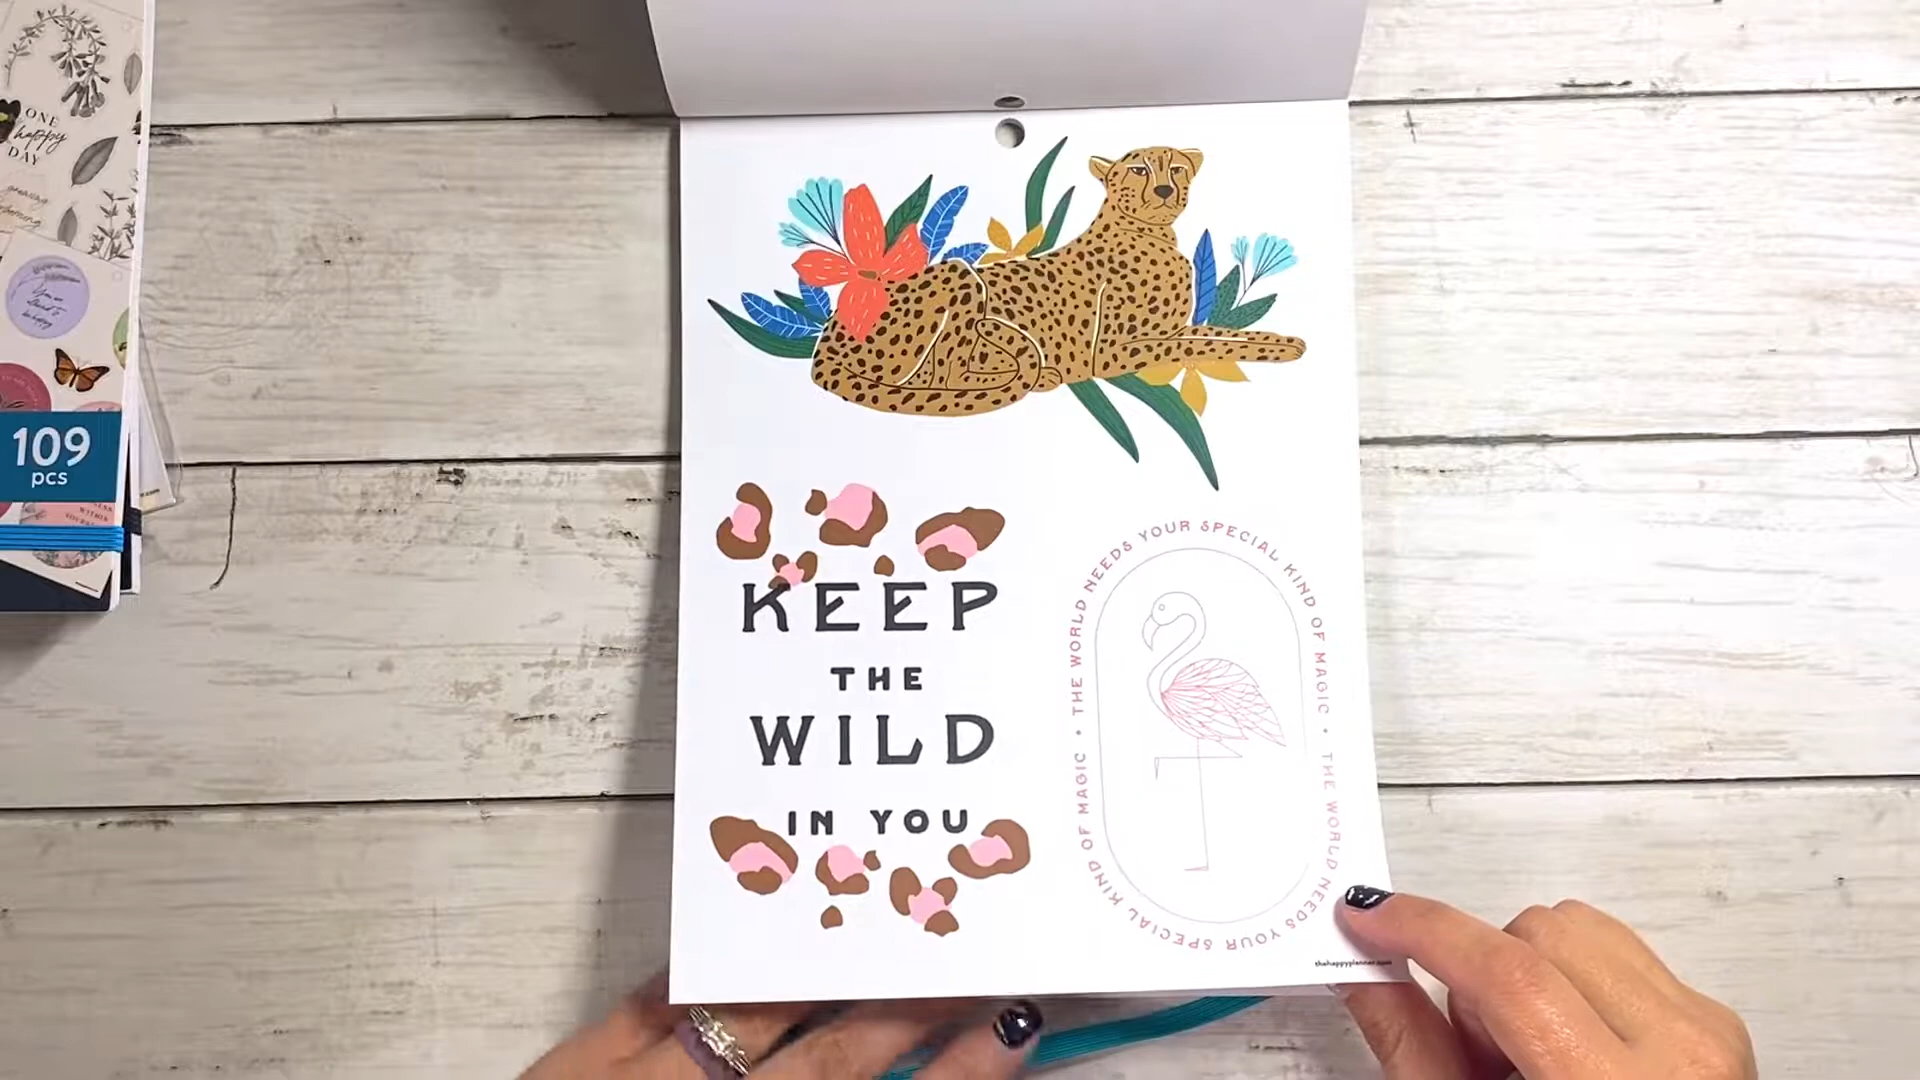 ONE
happy
DAY
109
pcs
KEEP
THE
WILD
IN YOU
THE WORLD NEEDS YOUR SPECIAL KIND OF MAGIC • THE WORLD NEEDS YOUR SPECIAL KIND OF MAGIC •
thehappyplanner.com